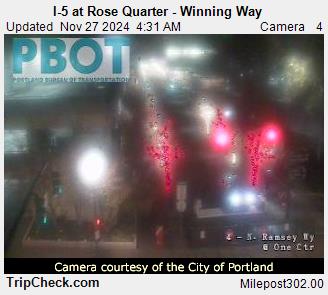 I-5 at Rose Quarter - Winning Way
Updated Nov 27 2024 4:31 AM Camera 4
PBOT
PORTLAND BUREAU OF TRANSPORTATION
4 - N. Ramsey Wy
@ One Ctr
Camera courtesy of the City of Portland
TripCheck.com Milepost302.00